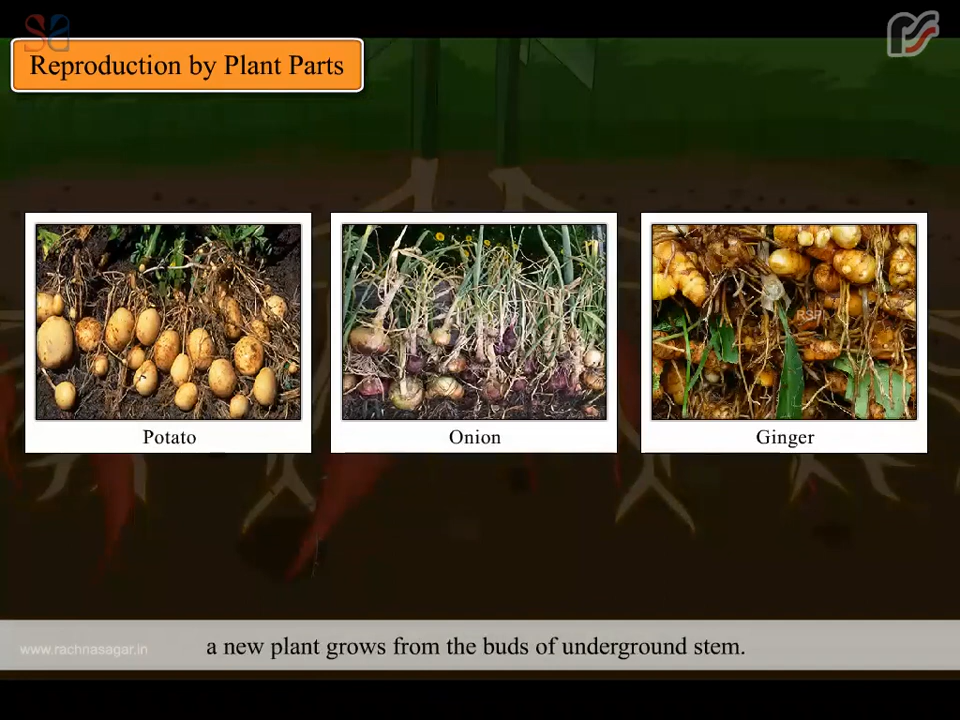 Reproduction by Plant Parts
RSP
Potato
Onion
Ginger
www.rachnasagar.in
a new plant grows from the buds of underground stem.